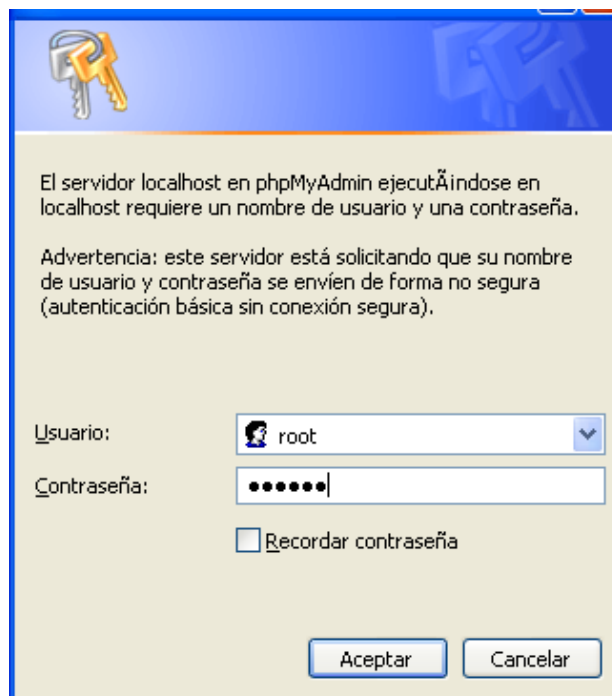 El servidor localhost en phpMyAdmin ejecutÃindose en
localhost requiere un nombre de usuario y una contraseña.
Advertencia: este servidor está solicitando que su nombre
de usuario y contraseña se envíen de forma no segura
(autenticación básica sin conexión segura).
Usuario:
root
Contraseña:
••••••
Recordar contraseña
Aceptar
Cancelar